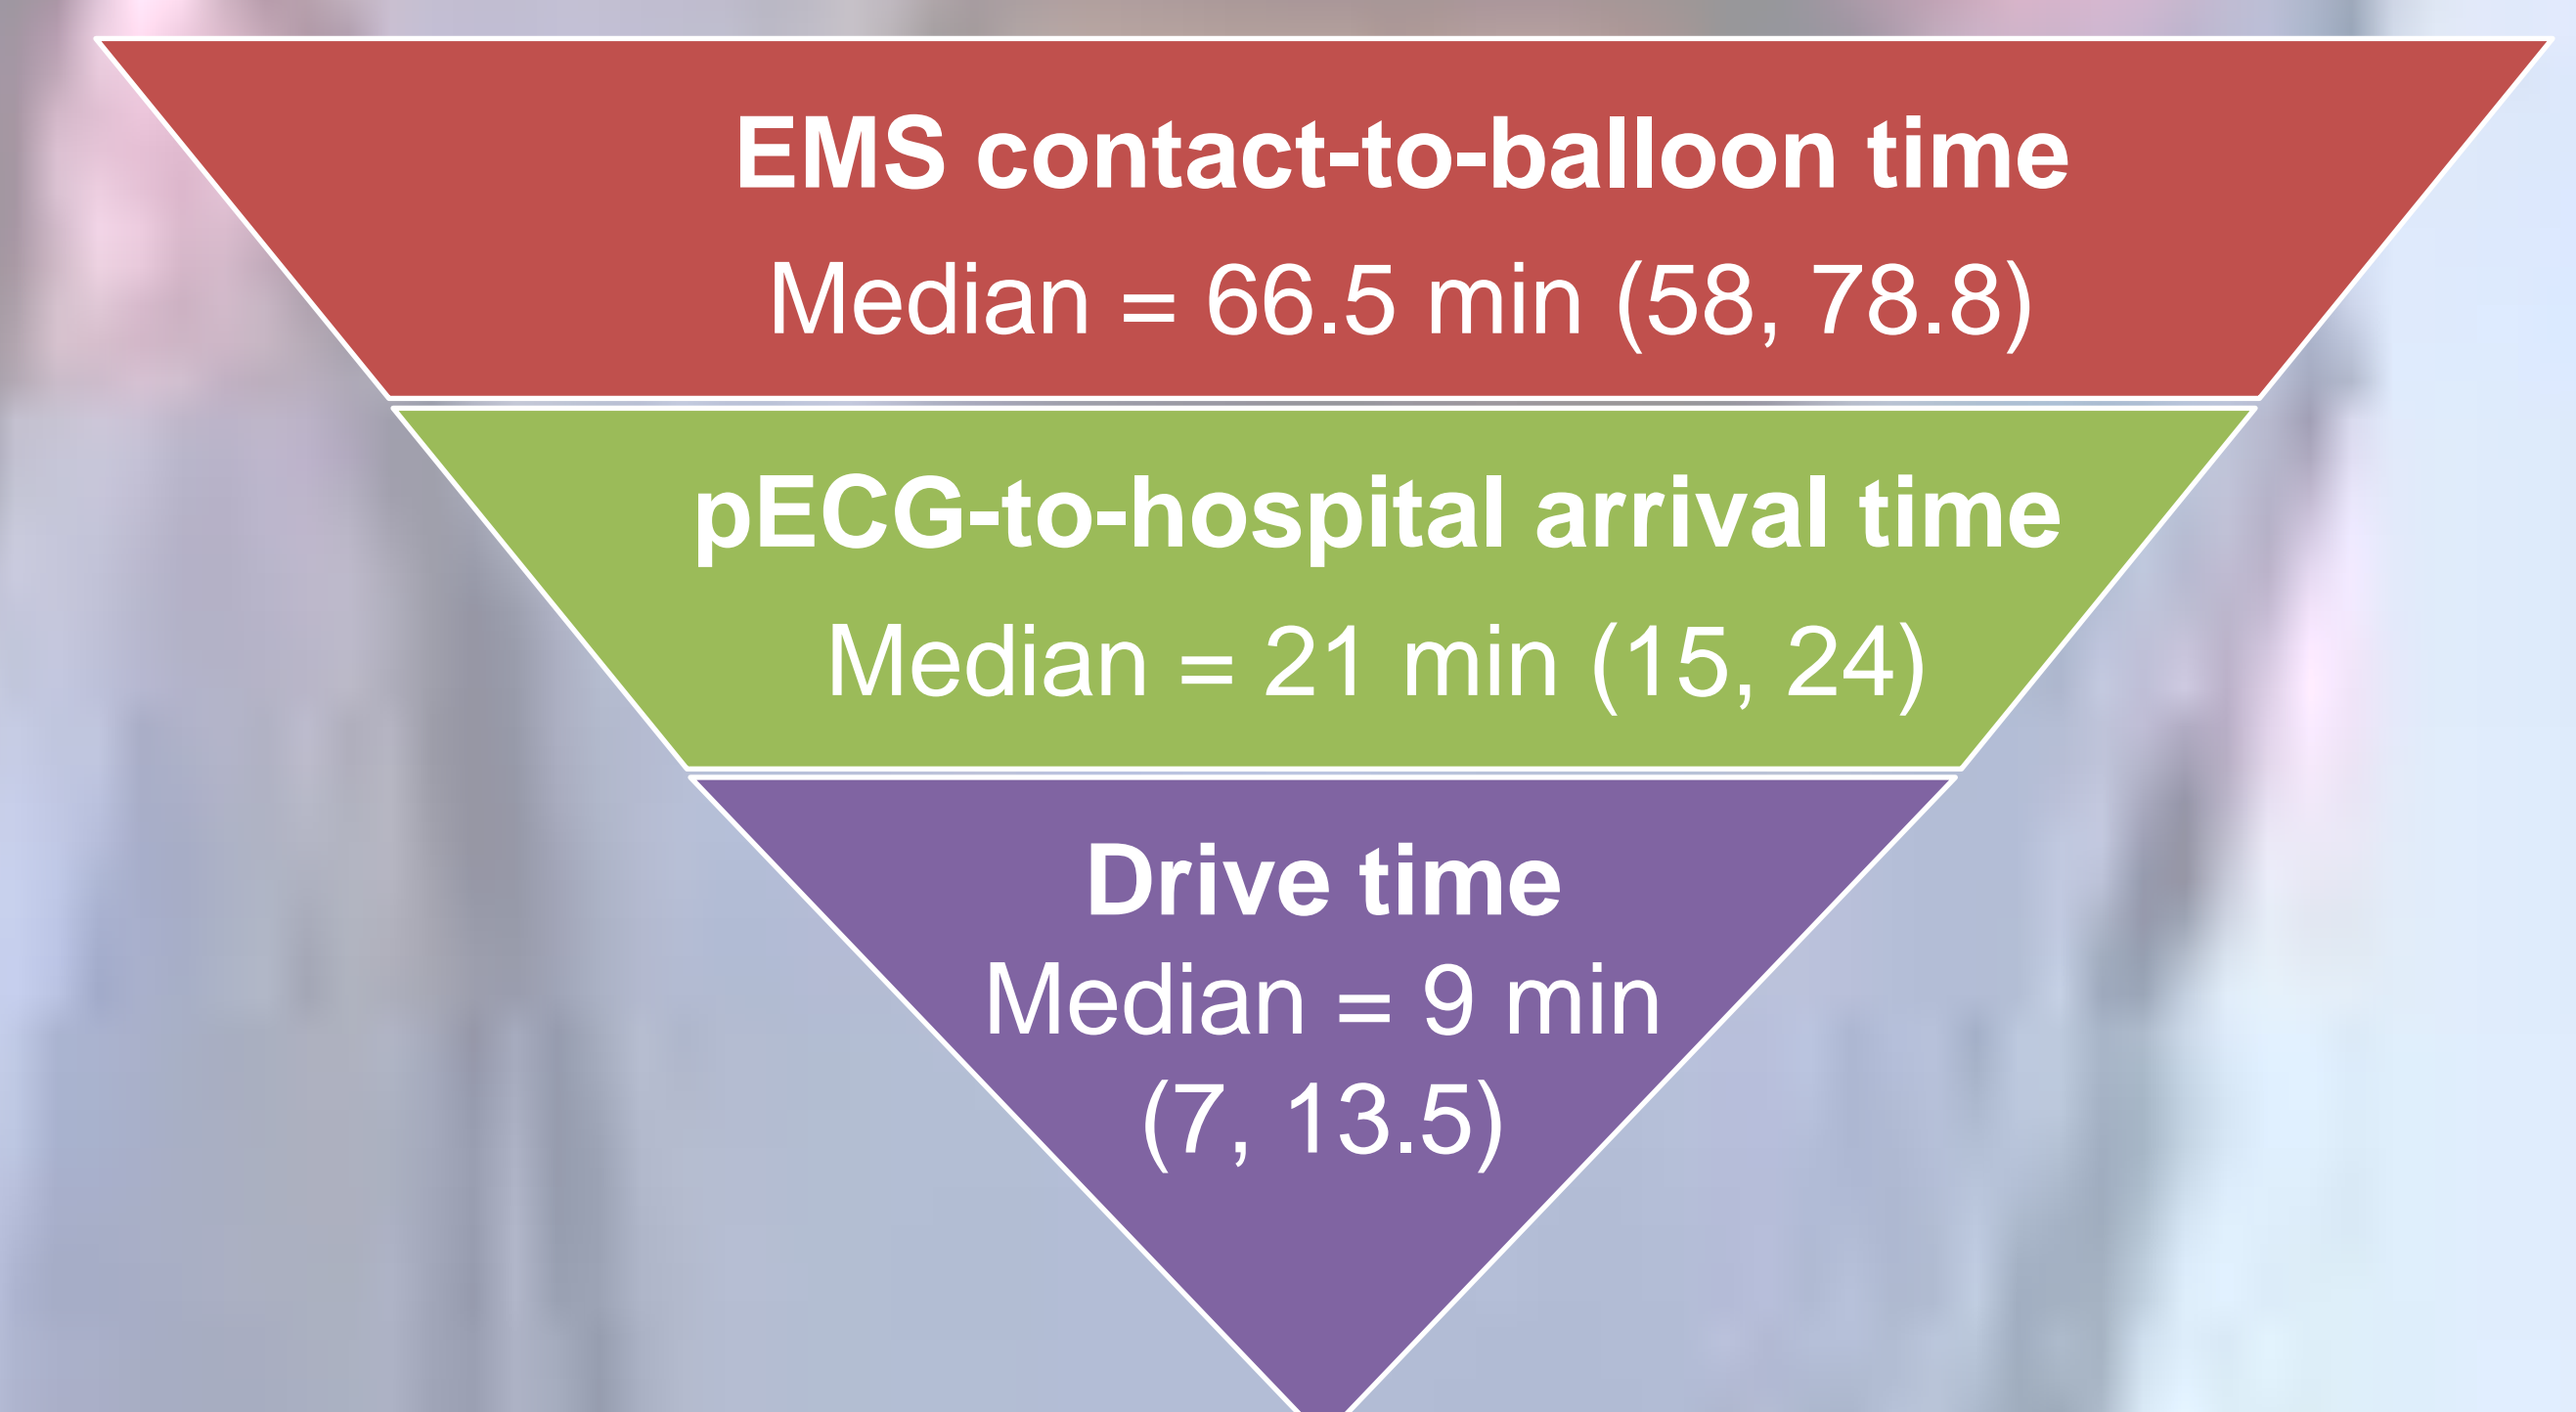 EMS contact-to-balloon time
Median = 66.5 min (58, 78.8)
pECG-to-hospital arrival time
Median = 21 min (15, 24)
Drive time
Median = 9 min
(7, 13.5)